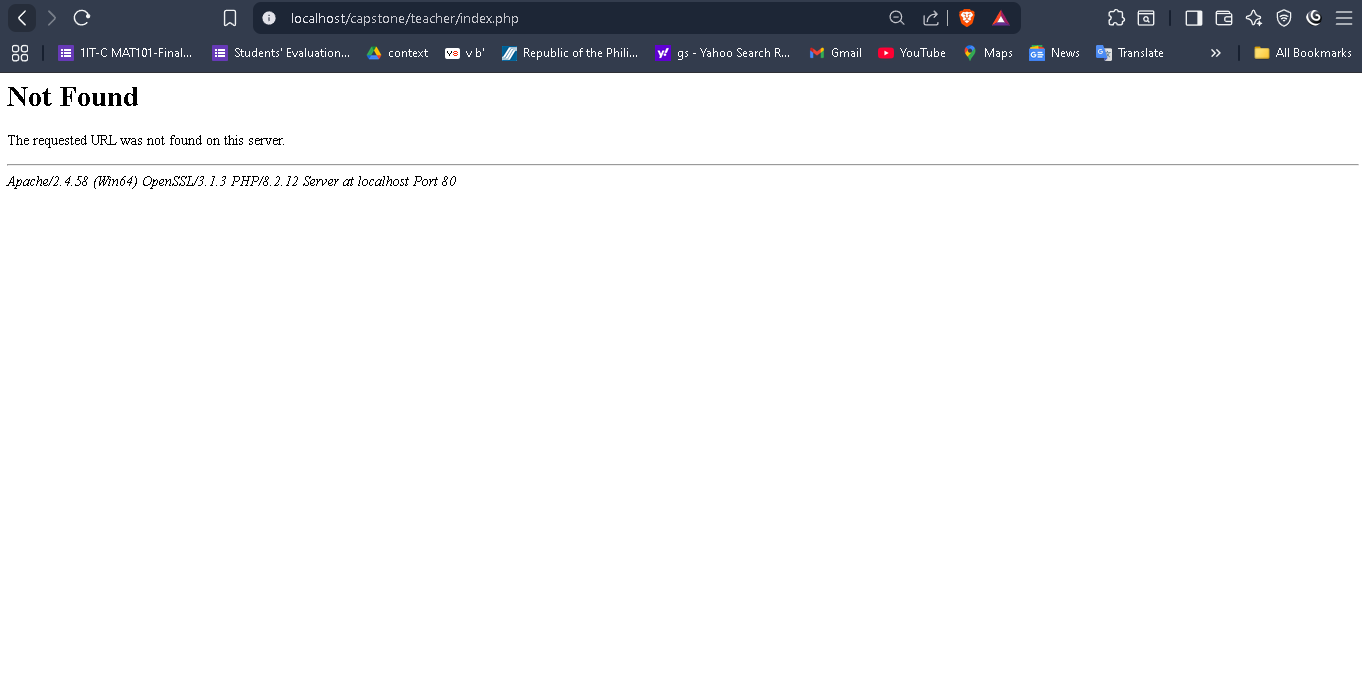 localhost/capstone/teacher/index.php
1IT-C MAT101-Final... Students' Evaluation... context v b' Republic of the Phili... gs - Yahoo Search R... Gmail YouTube Maps News Translate » All Bookmarks
Not Found
The requested URL was not found on this server.
Apache/2.4.58 (Win64) OpenSSL/3.1.3 PHP/8.2.12 Server at localhost Port 80